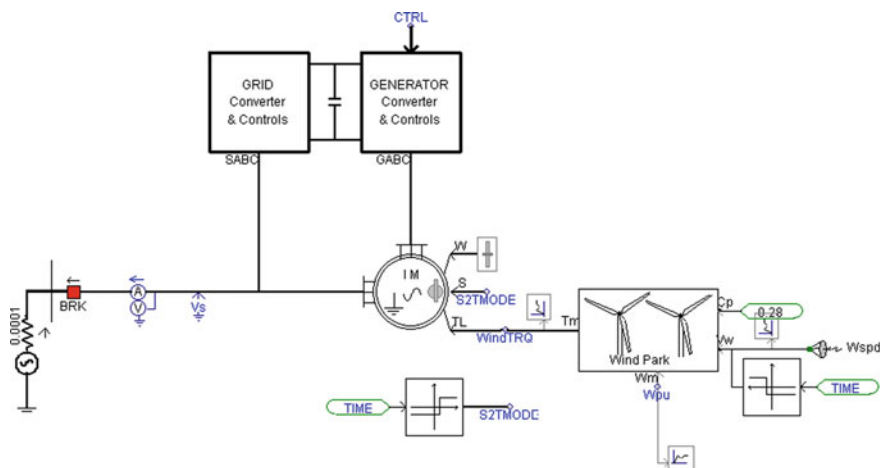 CTRL
GRID
Converter
& Controls
GENERATOR
Converter
& Controls
SABC
GABC
I M
W
S
S2TMODE
TL
WindTRQ
Tm
Wind Park
Cp
0.28
Vw
Wspd
Wm
Wpu
TIME
TIME
S2TMODE
BRK
A
V
Vs
0.0001
S